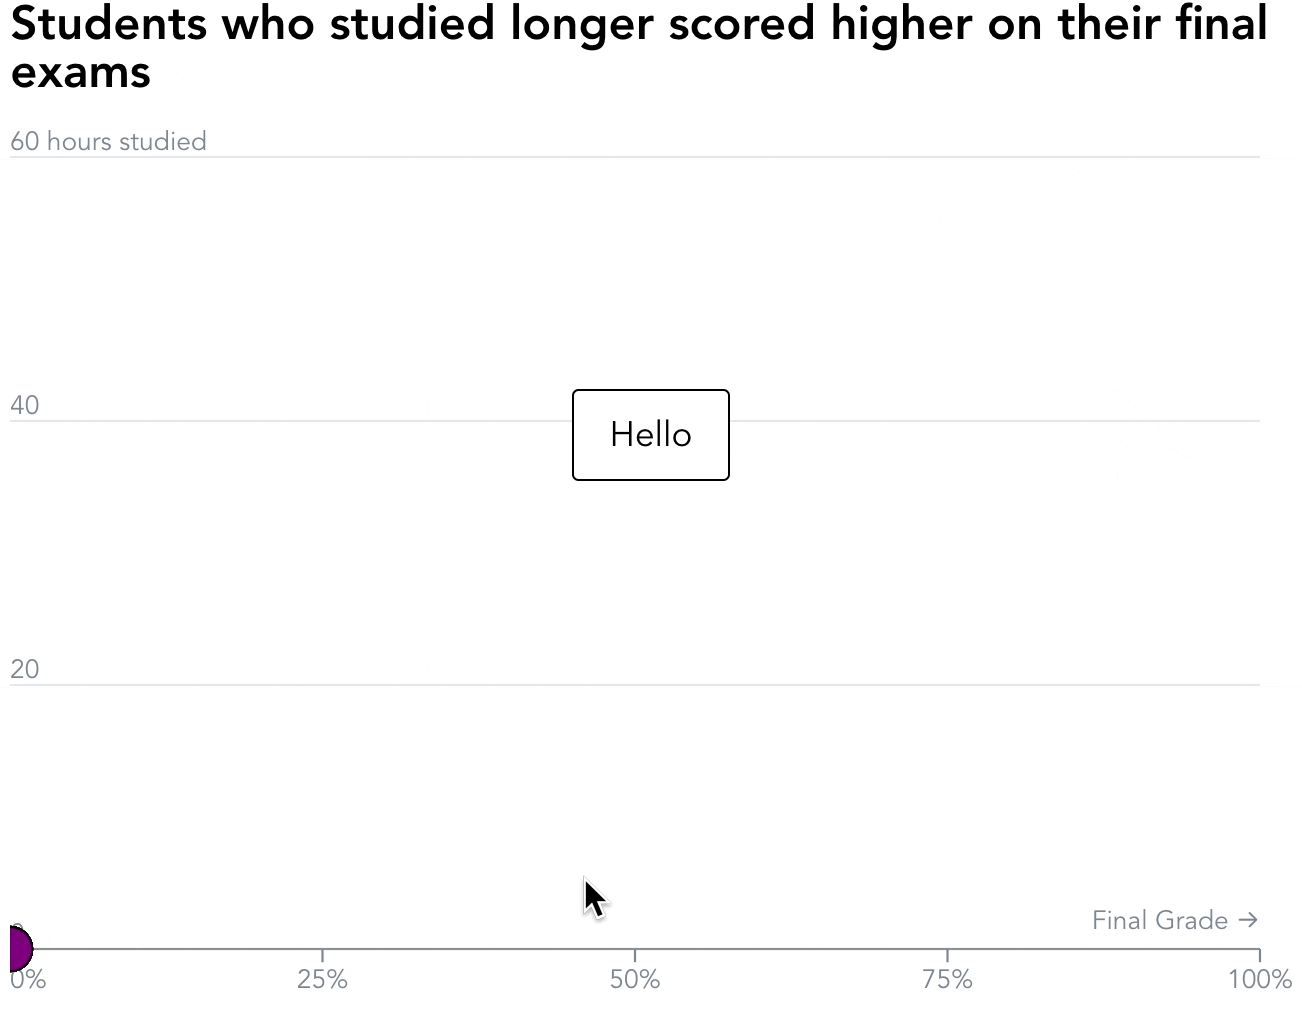 Students who studied longer scored higher on their final
exams
60 hours studied
40
Hello
20
Final Grade →
0% 25% 50% 75% 100%